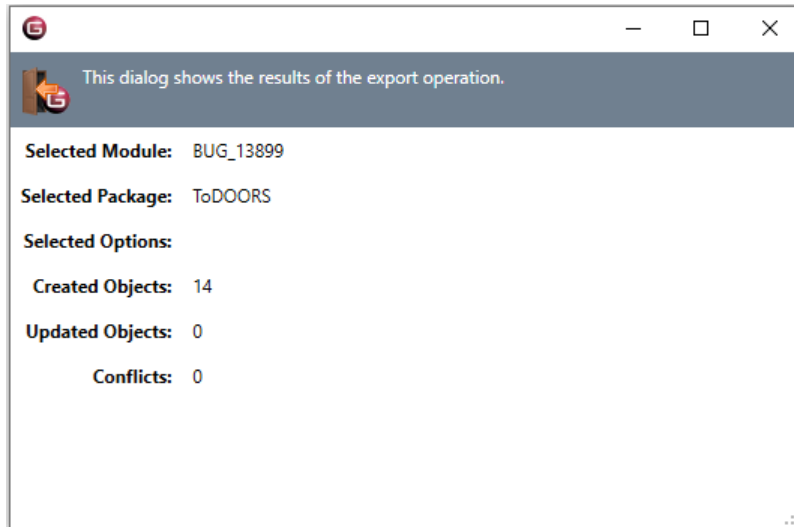 This dialog shows the results of the export operation.
Selected Module: BUG_13899
Selected Package: ToDOORS
Selected Options:
Created Objects: 14
Updated Objects: 0
Conflicts: 0